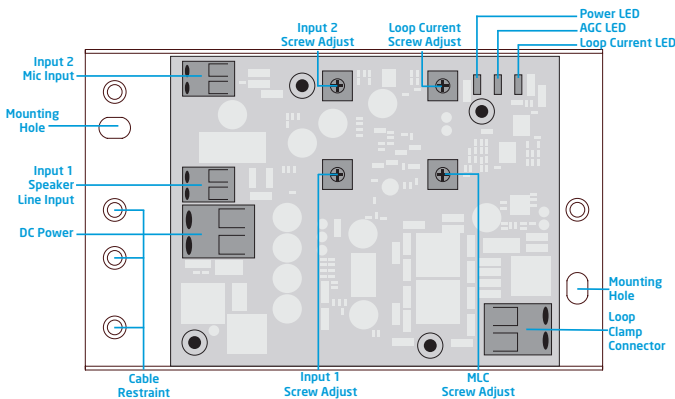 Power LED
AGC LED
Loop Current LED
Input 2
Screw Adjust
Loop Current
Screw Adjust
Input 2
Mic Input
Mounting
Hole
Input 1
Speaker
Line Input
DC Power
Mounting
Hole
Loop
Clamp
Connector
Cable
Restraint
Input 1
Screw Adjust
MLC
Screw Adjust